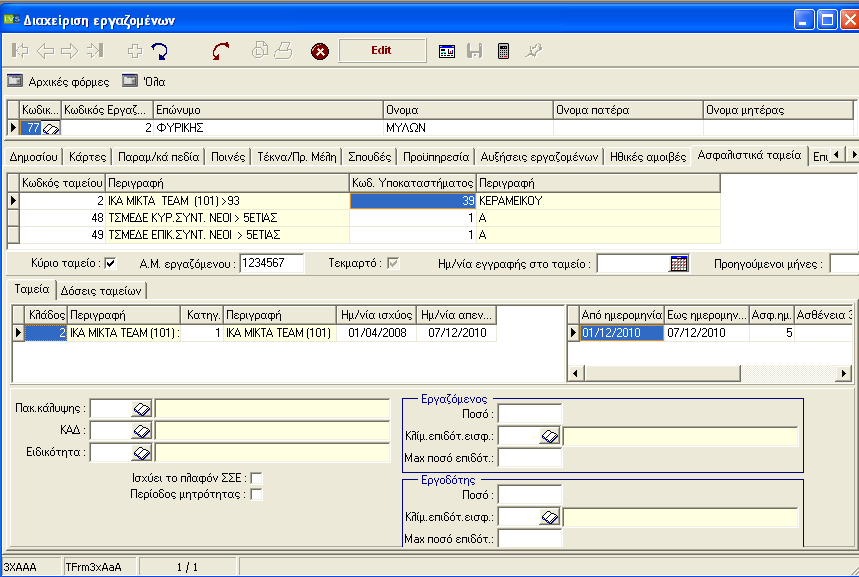 LVS Διαχείριση εργαζομένων
Edit
Αρχικές φόρμες Όλα
Κωδικ... Κωδικός Εργαζ... Επώνυμο Ονομα Ονομα πατέρα Ονομα μητέρας
77 2 ΦΥΡΙΚΗΣ ΜΥΛΩΝ
Δημοσίου Κάρτες Παραμ/κά πεδία Ποινές Τέκνα/Πρ. Μέλη Σπουδές Προϋπηρεσία Αυξήσεις εργαζομένων Ηθικές αμοιβές Ασφαλιστικά ταμεία Επι
Κωδκός ταμείου Περιγραφή Κωδ. Υποκαταστήματος Περιγραφή
2 ΙΚΑ ΜΙΚΤΑ ΤΕΑΜ (101) >93 39 ΚΕΡΑΜΕΙΚΟΥ
48 ΤΣΜΕΔΕ ΚΥΡ.ΣΥΝΤ. ΝΕΟΙ > 5ΕΤΙΑΣ 1 Α
49 ΤΣΜΕΔΕ ΕΠΙΚ.ΣΥΝΤ. ΝΕΟΙ > 5ΕΤΙΑΣ 1 Α
Κύριο ταμείο : Α.Μ. εργαζόμενου : 1234567 Τεκμαρτό : Ημ/νία εγγραφής στο ταμείο : Προηγούμενοι μήνες :
Ταμεία Δόσεις ταμείων
Κλάδος Περιγραφή Κατηγ. Περιγραφή Ημ/νία ισχύος Ημ/νία απεν... Από ημερομηνία Εως ημερομην... Ασφ.ημ. Ασθένεια 3
2 ΙΚΑ ΜΙΚΤΑ ΤΕΑΜ (101) : 1 ΙΚΑ ΜΙΚΤΑ ΤΕΑΜ (101) 01/04/2008 07/12/2010 01/12/2010 07/12/2010 5
Πακ.κάλυψης :
ΚΑΔ :
Ειδικότητα :
Ισχύει το πλαφόν ΣΣΕ :
Περίοδος μητρότητας :
Εργαζόμενος
Ποσό :
Κλίμ.επιδότ.εισφ.:
Max ποσό επιδότ.:
Εργοδότης
Ποσό :
Κλίμ.επιδότ.εισφ.:
Max ποσό επιδότ.:
3XAAA TFrm3xAaA 1 / 1